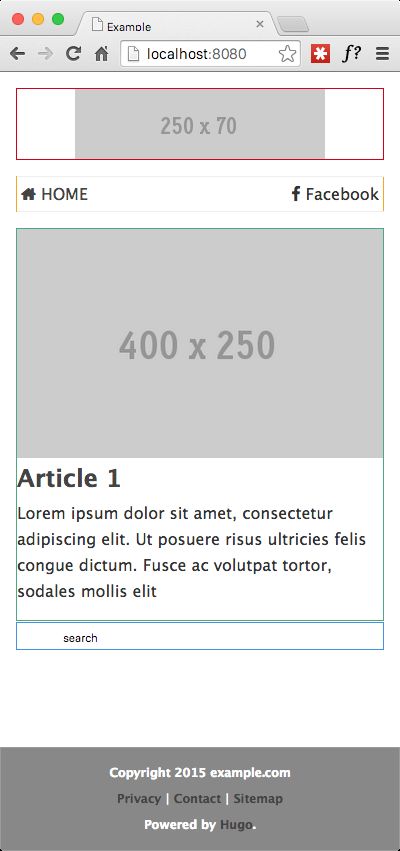 Example
localhost:8080
f?
250 x 70
HOME
Facebook
400 x 250
Article 1
Lorem ipsum dolor sit amet, consectetur
adipiscing elit. Ut posuere risus ultricies felis
congue dictum. Fusce ac volutpat tortor,
sodales mollis elit
search
Copyright 2015 example.com
Privacy | Contact | Sitemap
Powered by Hugo.